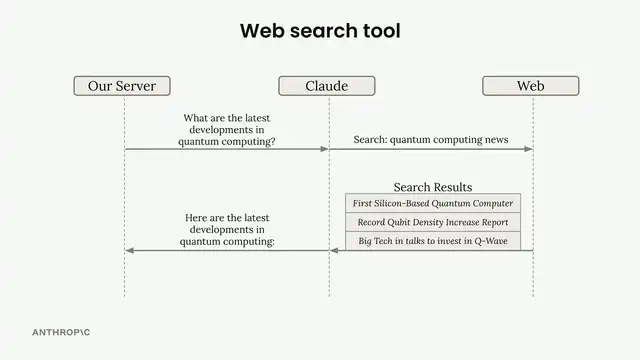 Web search tool
Our Server
Claude
Web
What are the latest
developments in
quantum computing?
Search: quantum computing news
Search Results
First Silicon-Based Quantum Computer
Record Qubit Density Increase Report
Big Tech in talks to invest in Q-Wave
Here are the latest
developments in
quantum computing:
ANTHROP\C